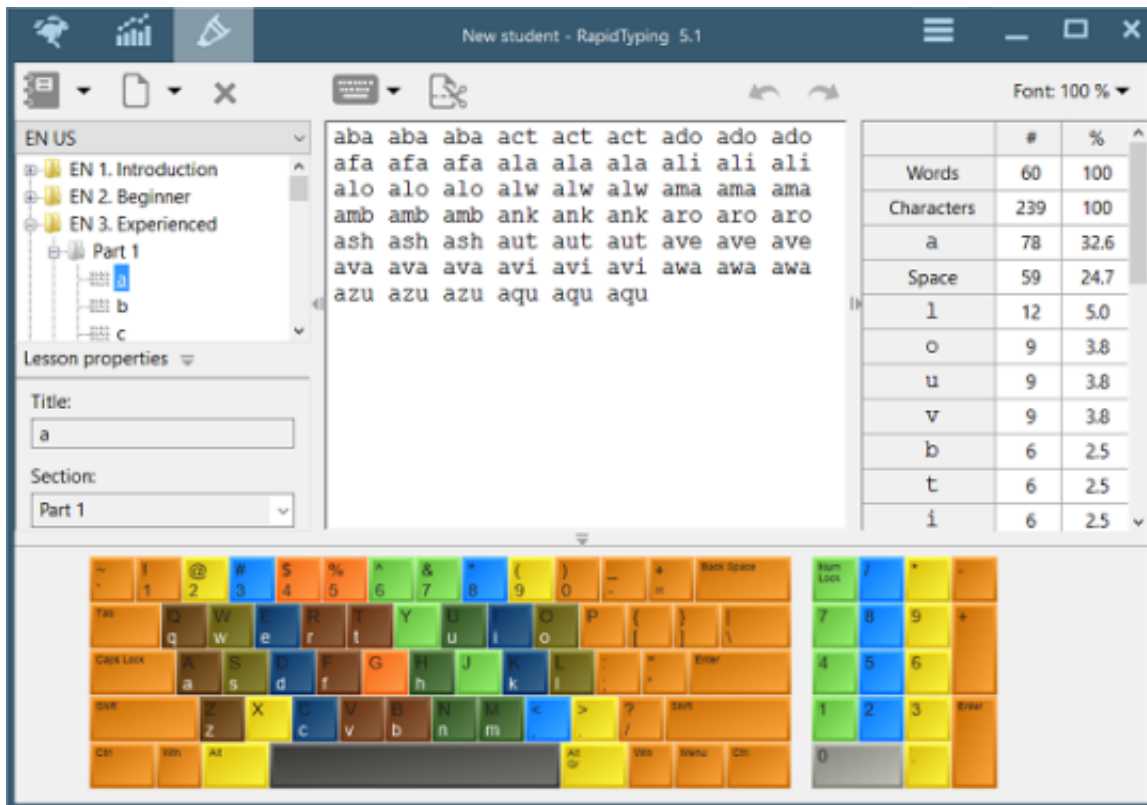 New student - RapidTyping 5.1
Font: 100 %
EN US
EN 1. Introduction
EN 2. Beginner
EN 3. Experienced
Part 1
a
b
c
Lesson properties
Title:
a
Section:
Part 1
aba aba aba act act act ado ado ado
afa afa afa ala ala ala ali ali ali
alo alo alo alw alw alw ama ama ama
amb amb amb ank ank ank aro aro aro
ash ash ash aut aut aut ave ave ave
ava ava ava avi avi avi awa awa awa
azu azu azu aqu aqu aqu
# %
Words 60 100
Characters 239 100
a 78 32.6
Space 59 24.7
l 12 5.0
o 9 3.8
u 9 3.8
v 9 3.8
b 6 2.5
t 6 2.5
i 6 2.5
~ ! @ # $ % ^ & * ( ) _ + Back Space
` 1 2 3 4 5 6 7 8 9 0 - =
Tab Q W E R T Y U I O P { } |
q w e r t u i o [ ] \
Caps Lock A S D F G H J K L : " Enter
a s d f h k l ; '
Shift Z X C V B N M < > ? Shift
z c v b n m , . /
Ctrl Win Alt Alt Gr Win Menu Ctrl
Num Lock / * -
7 8 9 +
4 5 6
1 2 3 Enter
0 .